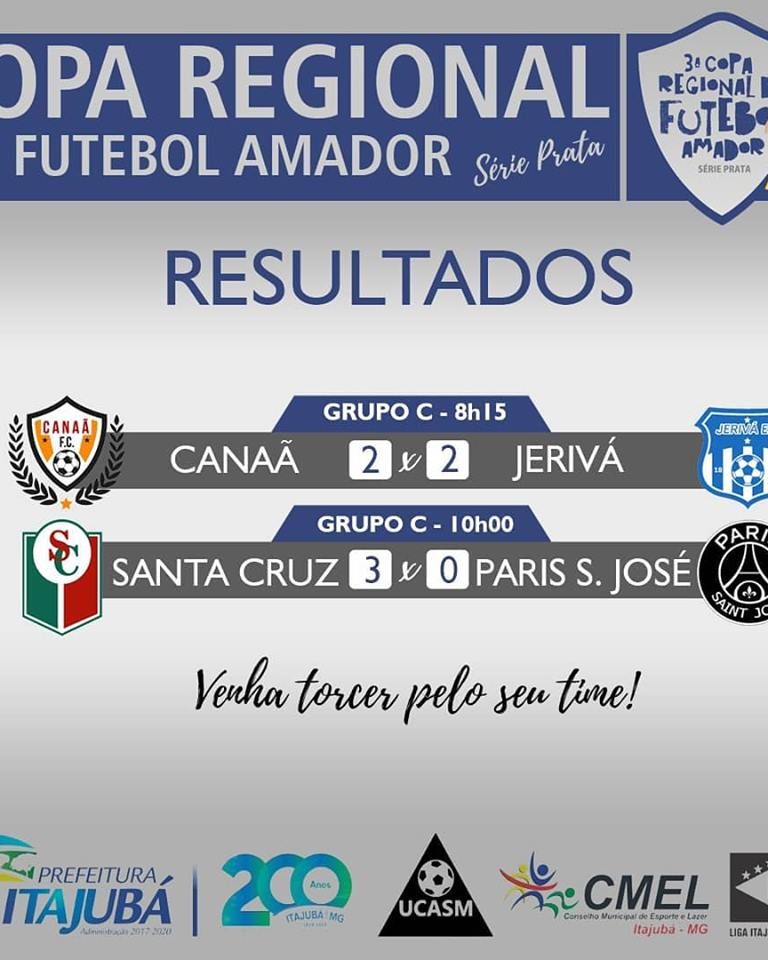 OPA REGIONAL
FUTEBOL AMADOR Série Prata
3ª COPA
REGIONAL D
FUTEBO
AMADOR
SÉRIE PRATA
RESULTADOS
GRUPO C - 8h15
CANAÃ
F.C.
CANAÃ 2 x 2 JERIVÁ
JERIVÁ E
18
GRUPO C - 10h00
SC
SANTA CRUZ 3 x 0 PARIS S. JOSÉ
PARI
SAINT JO
Venha torcer pelo seu time!
PREFEITURA
ITAJUBÁ
Administração 2017-2020
200
Anos
ITAJUBÁ MG
UCASM
CMEL
Conselho Municipal de Esporte e Lazer
Itajubá - MG
LIGA ITAJ